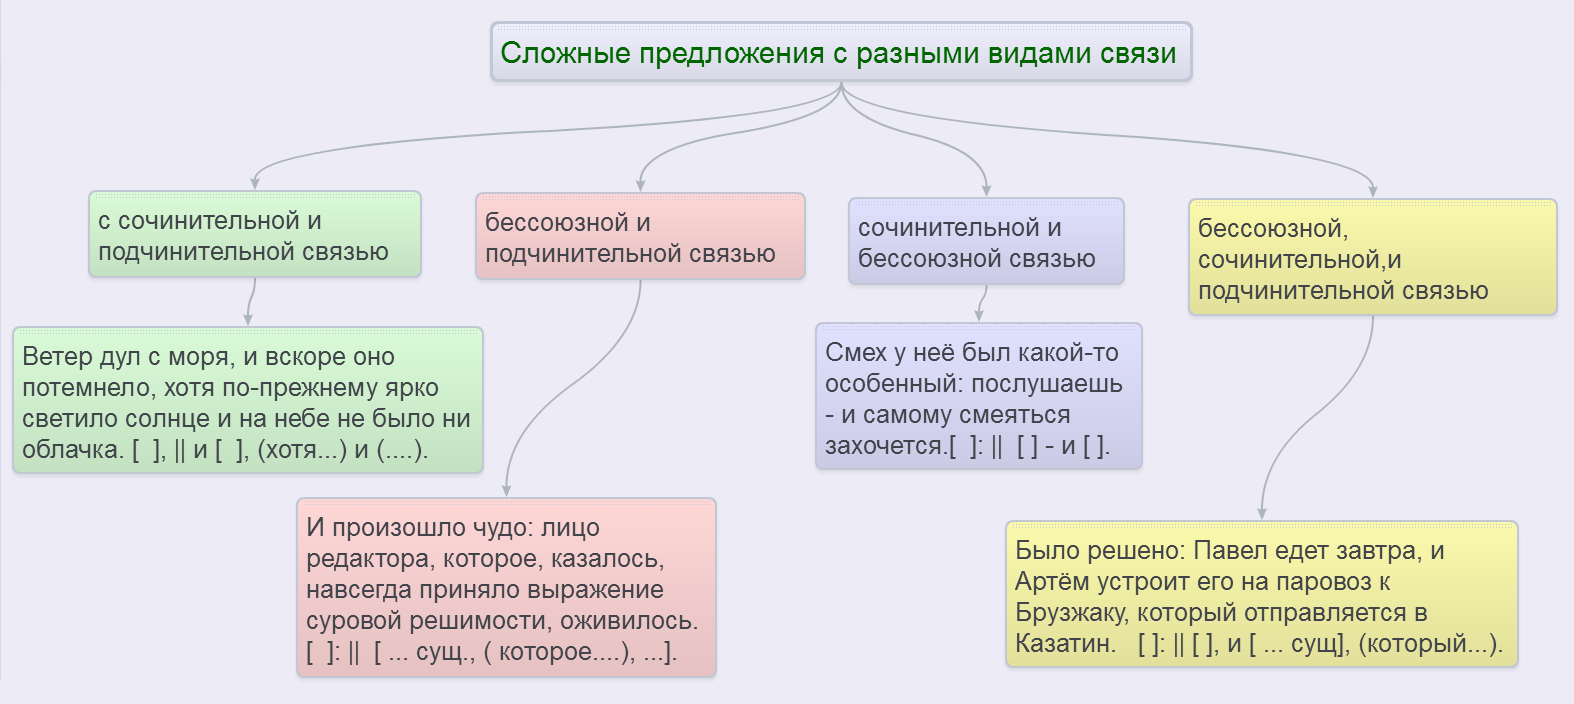 Сложные предложения с разными видами связи
с сочинительной и
подчинительной связью
бессоюзной и
подчинительной связью
сочинительной и
бессоюзной связью
бессоюзной,
сочинительной,и
подчинительной связью
Ветер дул с моря, и вскоре оно
потемнело, хотя по-прежнему ярко
светило солнце и на небе не было ни
облачка. [  ], || и [  ], (хотя...) и (....).
И произошло чудо: лицо
редактора, которое, казалось,
навсегда приняло выражение
суровой решимости, оживилось.
[  ]: ||  [ ... сущ., ( которое....), ...].
Смех у неё был какой-то
особенный: послушаешь
- и самому смеяться
захочется.[  ]: ||  [ ] - и [ ].
Было решено: Павел едет завтра, и
Артём устроит его на паровоз к
Брузжаку, который отправляется в
Казатин.   [ ]: || [ ], и [ ... сущ], (который...).